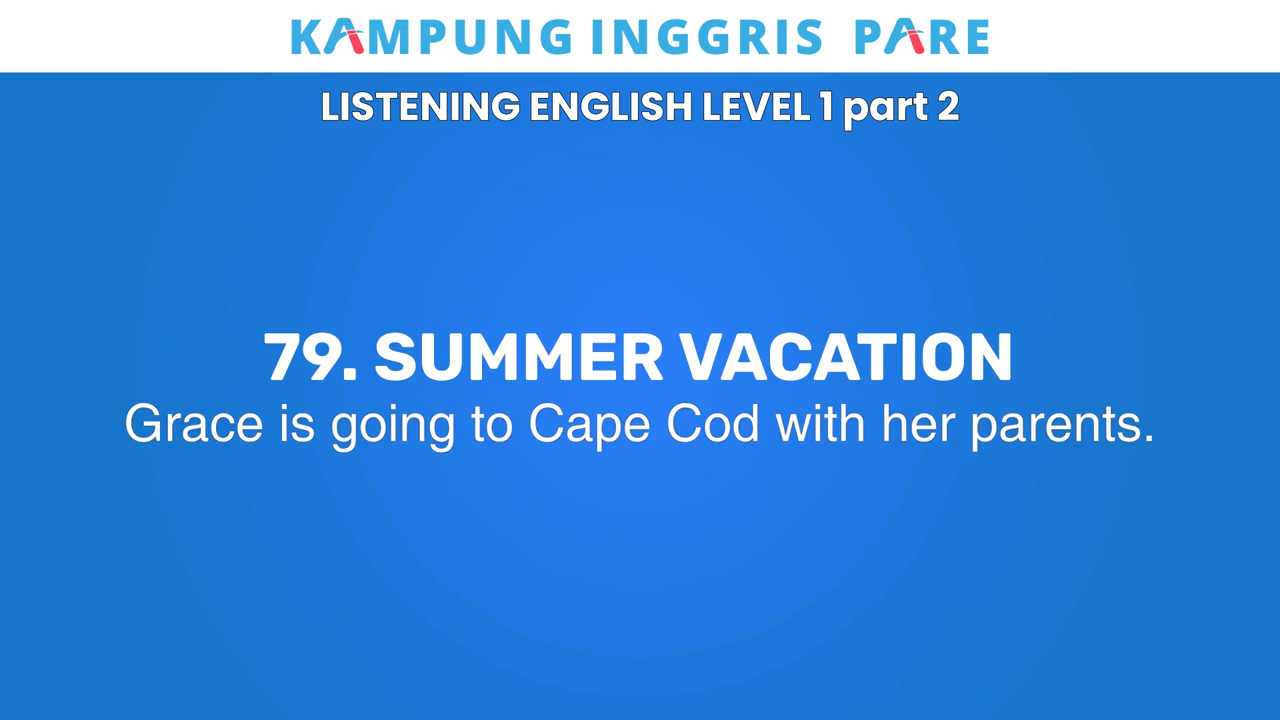 KAMPUNG INGGRIS PARE
LISTENING ENGLISH LEVEL 1 part 2
79. SUMMER VACATION
Grace is going to Cape Cod with her parents.